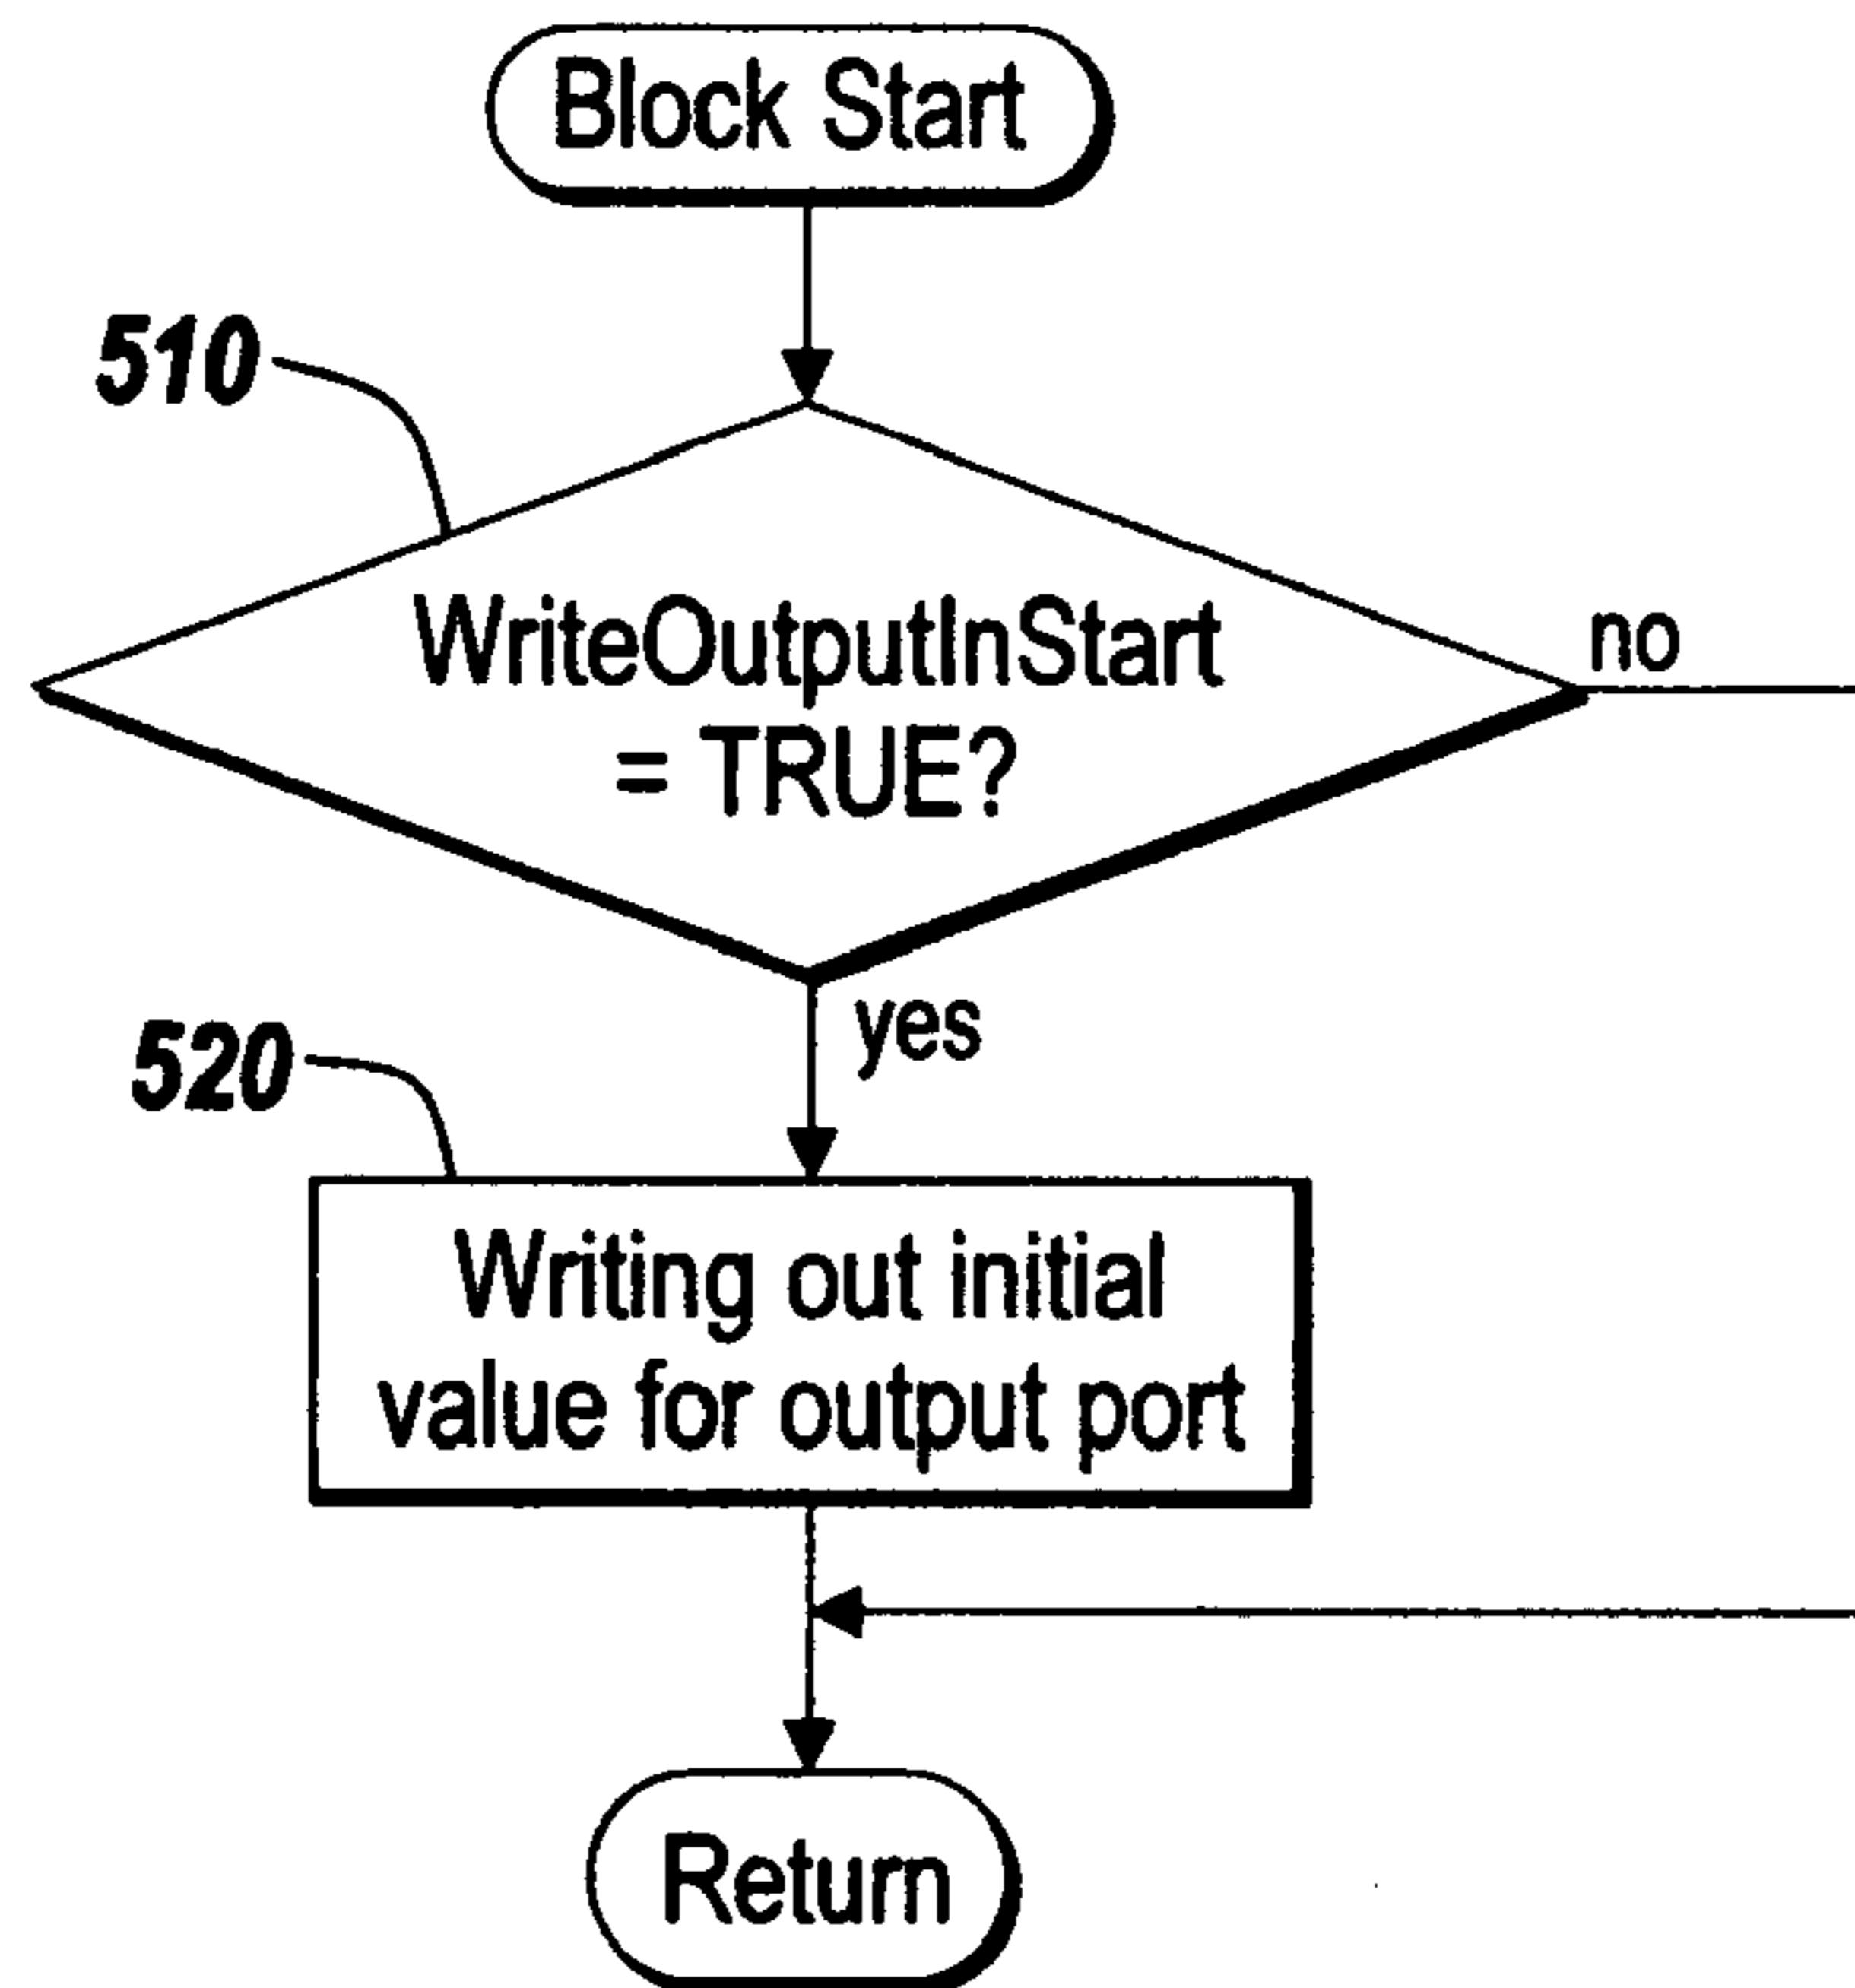 Block Start
510
WriteOutputInStart
= TRUE?
no
yes
520
Writing out initial
value for output port
Return